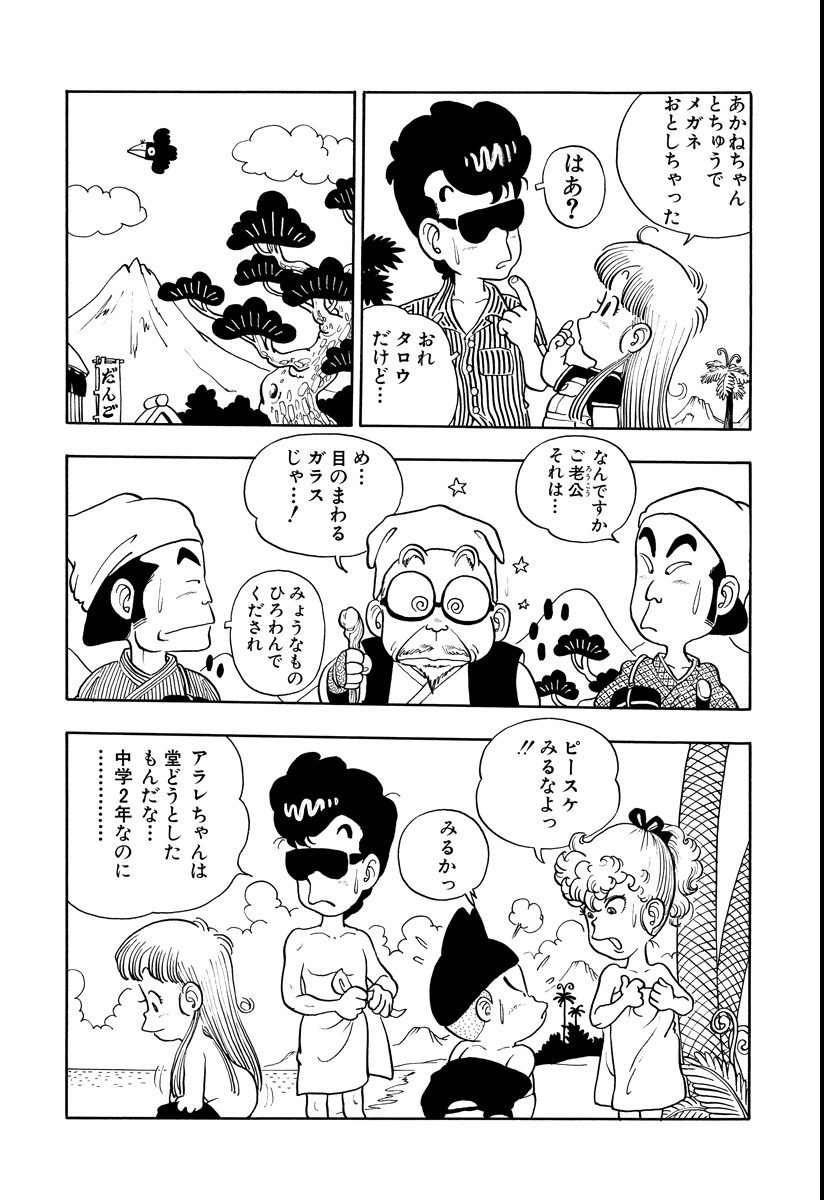 あかねちゃん
とちゅうで
メガネ
おとしちゃった
はあ?
おれ
タロウ
だけど…
だんご
なんですか
ご老公
ろうこう
それは…
め…
目のまわる
ガラス
じゃ…!
みょうなもの
ひろわんで
くだされ
ピースケ
みるなよっ
!!
みるかっ
アラレちゃんは
堂どうとした
もんだな…
中学2年なのに
…………………